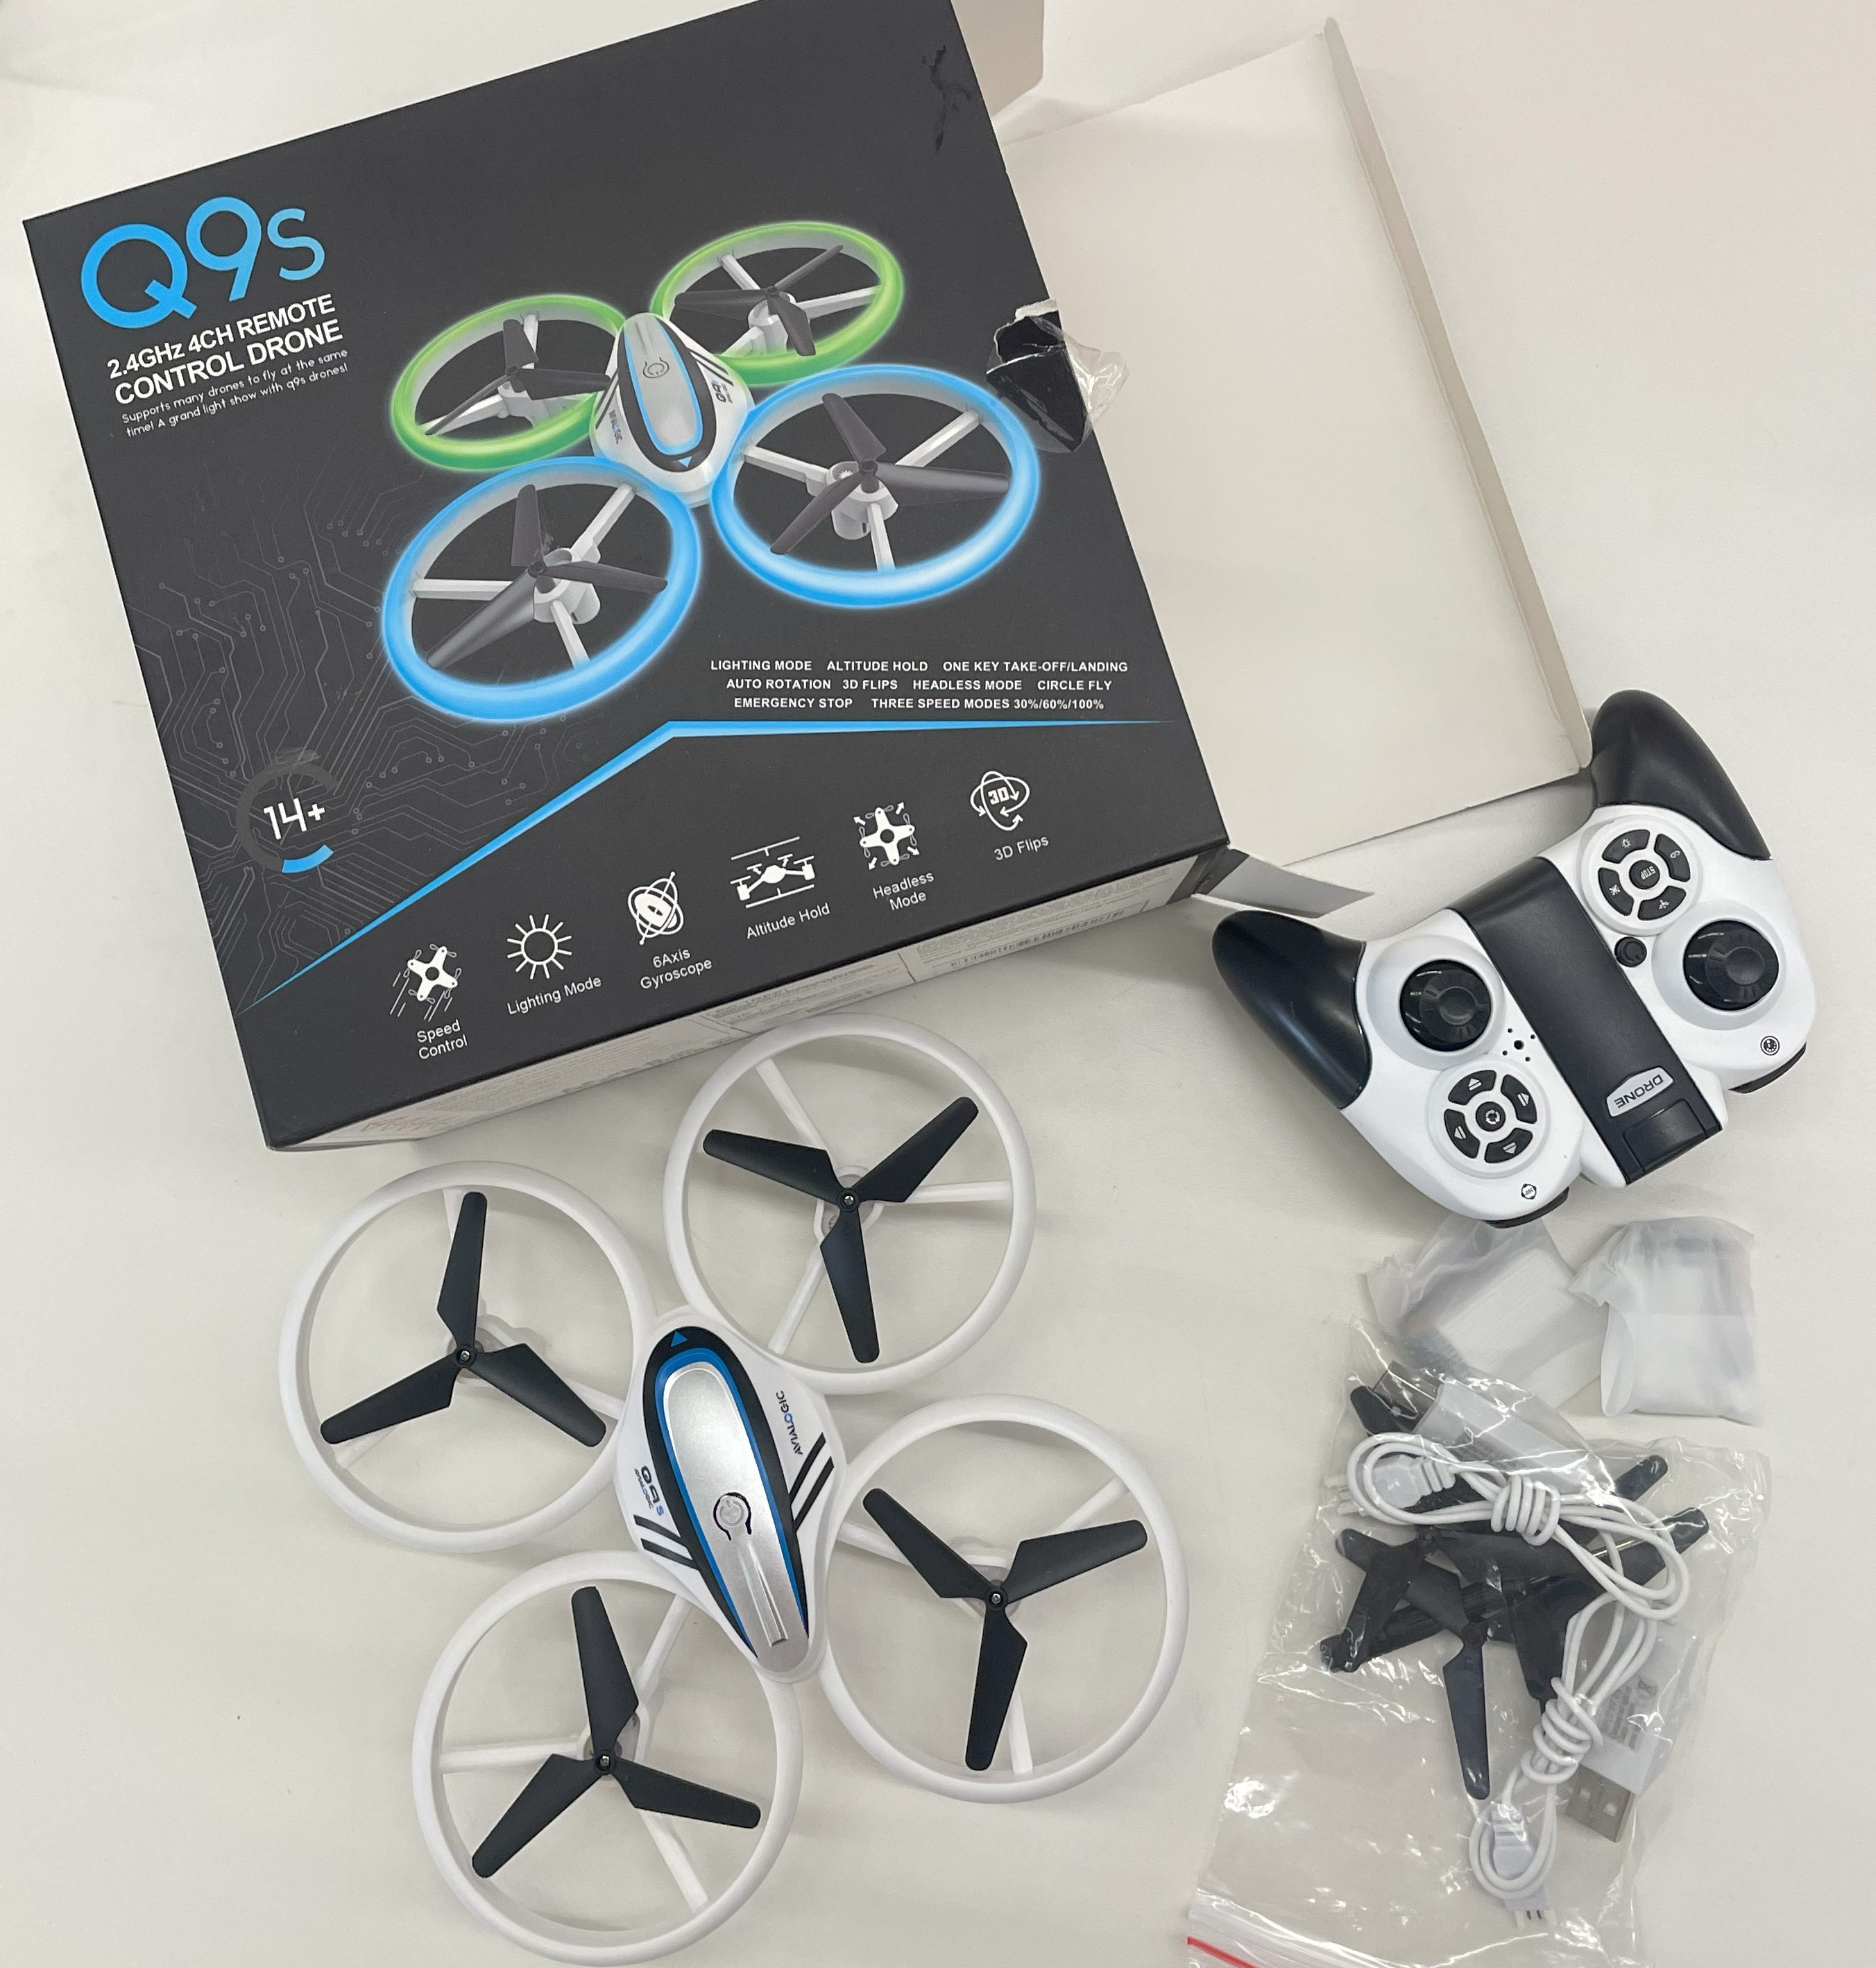 Q9s
2.4GHz 4CH REMOTE
CONTROL DRONE
Supports many drones to fly at the same
time! A grand light show with q9s drones!
LIGHTING MODE ALTITUDE HOLD ONE KEY TAKE-OFF/LANDING
AUTO ROTATION 3D FLIPS HEADLESS MODE CIRCLE FLY
EMERGENCY STOP THREE SPEED MODES 30%/60%/100%
14+
3D
Speed
Control
Lighting Mode
6Axis
Gyroscope
Altitude Hold
Headless
Mode
3D Flips
STOP
DRONE
AVIALOGIC
Q9s
AVIALOGIC